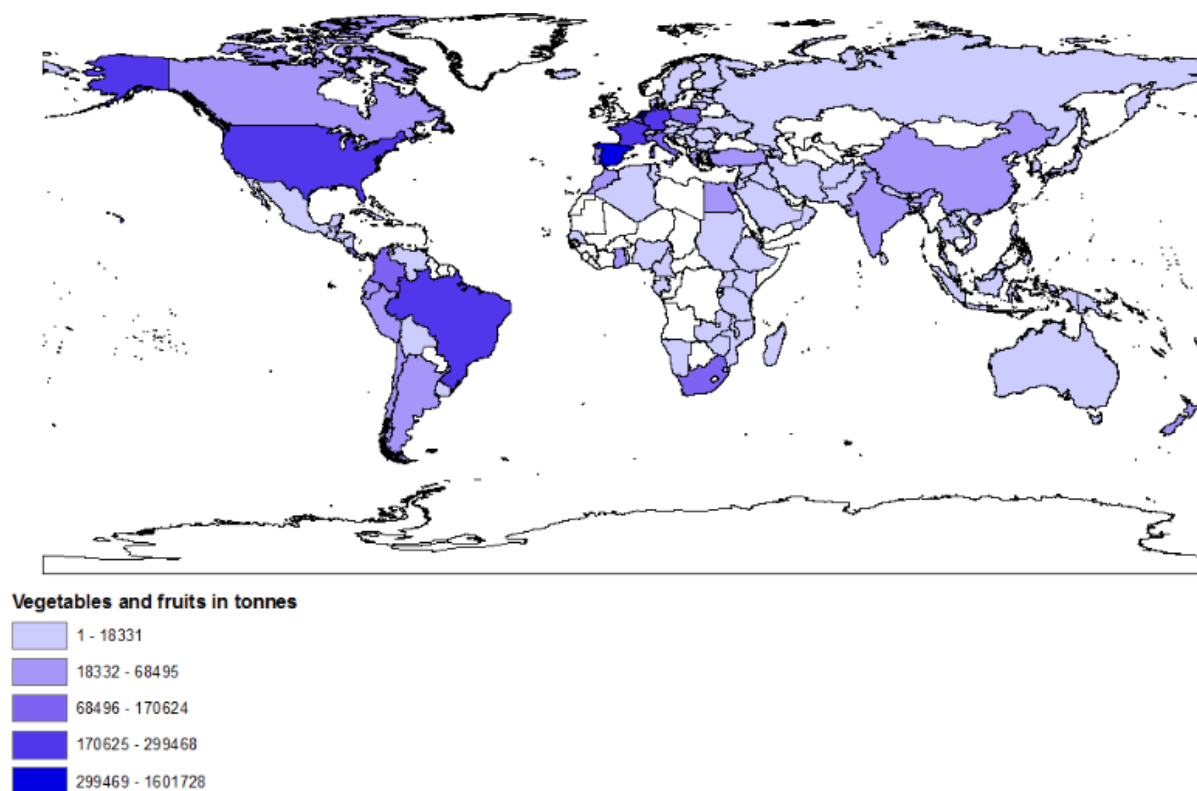 Vegetables and fruits in tonnes
1 - 18331
18332 - 68495
68496 - 170624
170625 - 299468
299469 - 1601728